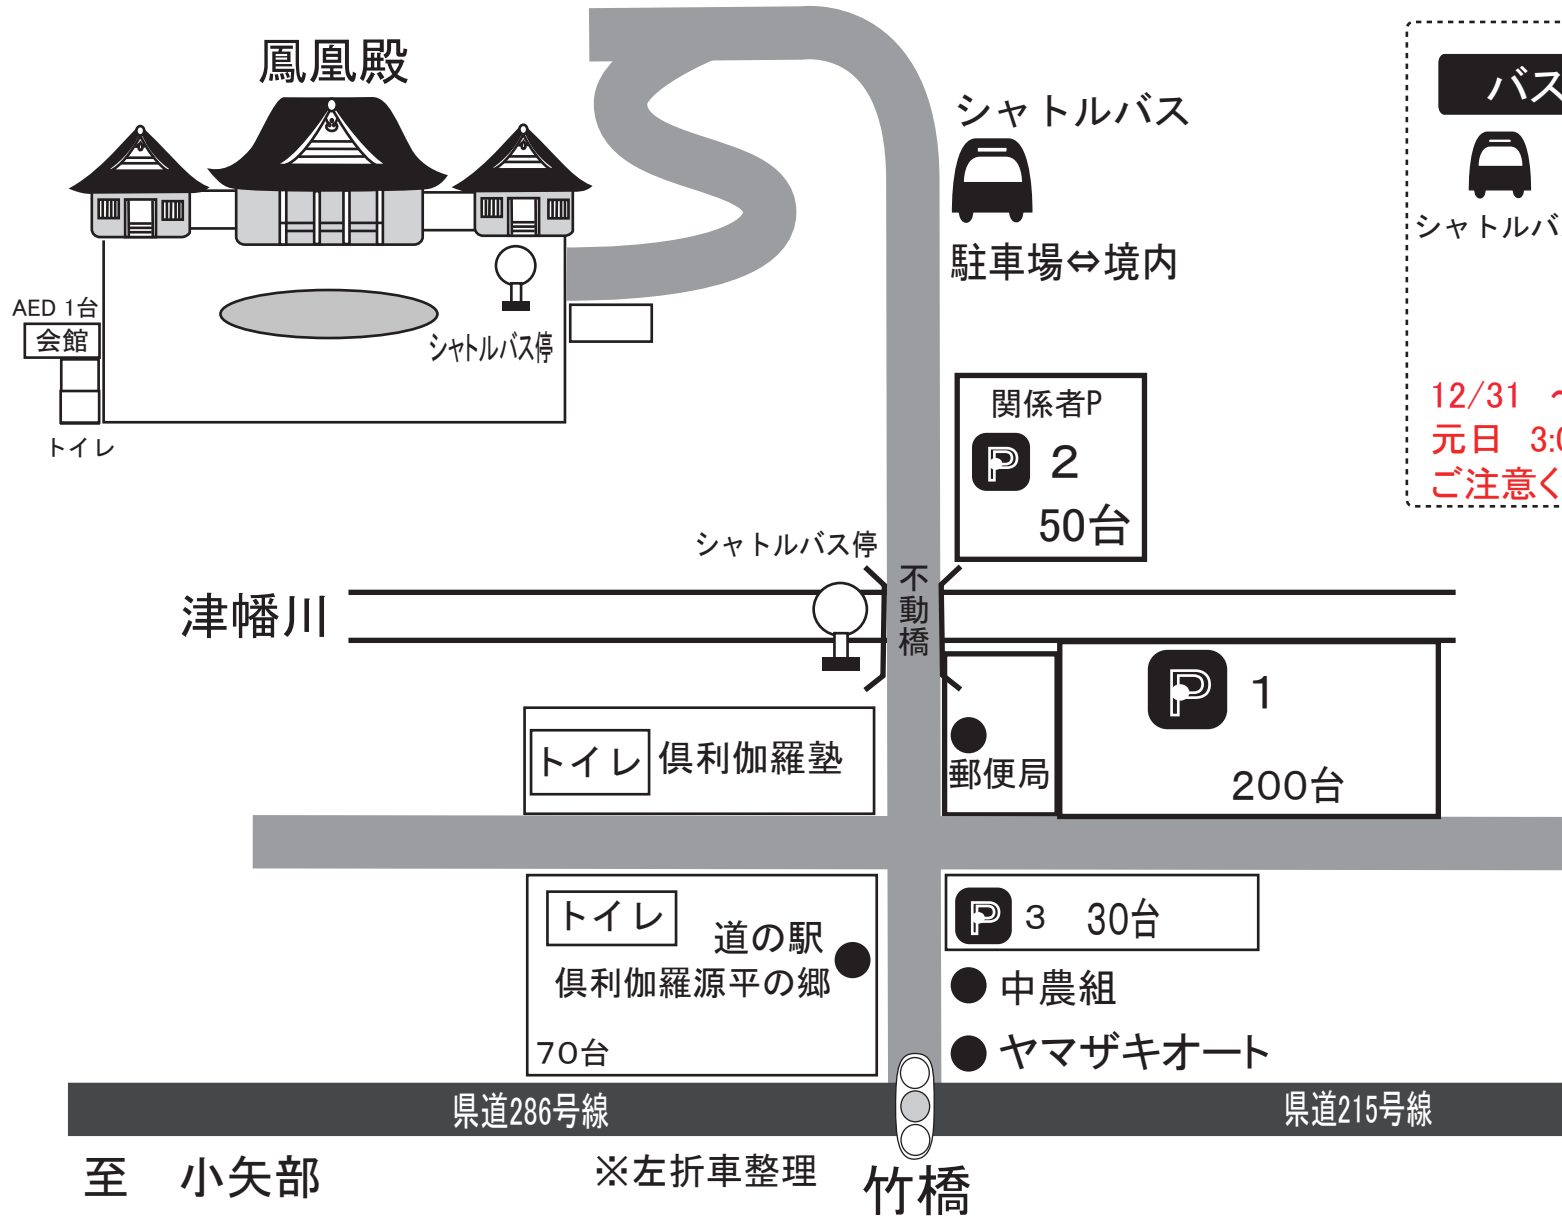 鳳凰殿
シャトルバス
駐車場⇔境内
バス
シャトルバ
12/31 ～
元日 3:0
ご注意く
AED 1台
会館
トイレ
シャトルバス停
関係者P
P 2
50台
シャトルバス停
不動橋
津幡川
P 1
200台
トイレ 倶利伽羅塾
郵便局
トイレ
道の駅
倶利伽羅源平の郷
70台
P 3 30台
中農組
ヤマザキオート
県道286号線
県道215号線
至 小矢部
※左折車整理
竹橋